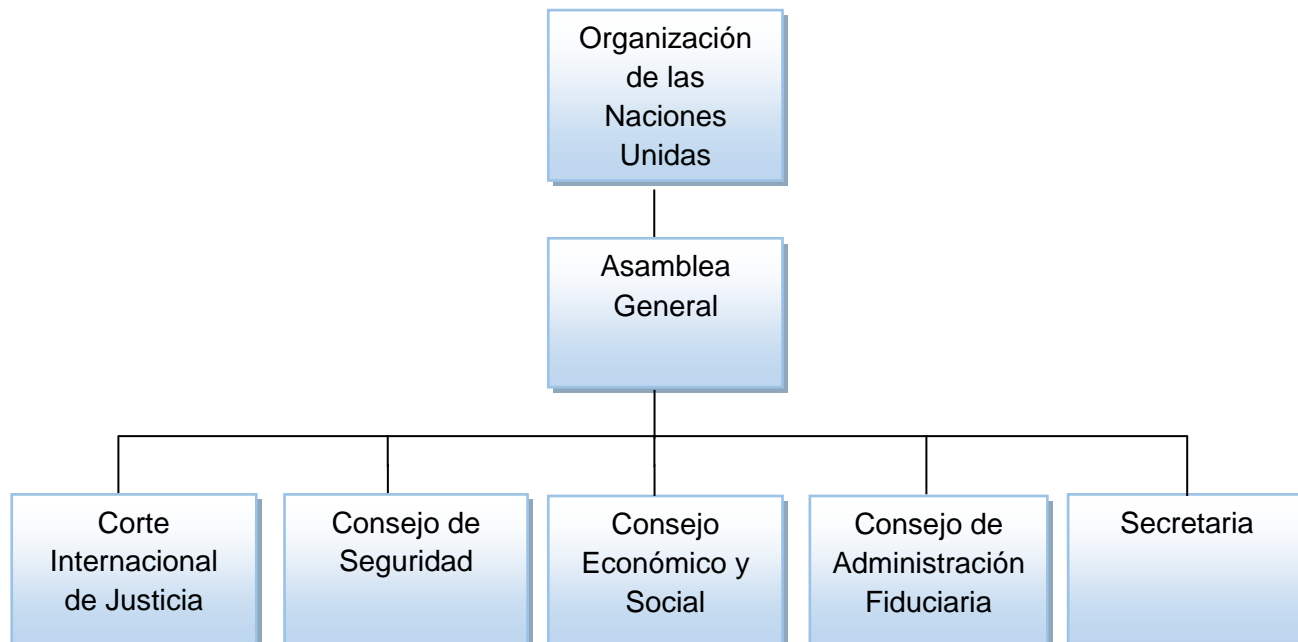 Organización
de las
Naciones
Unidas
Asamblea
General
Corte
Internacional
de Justicia
Consejo de
Seguridad
Consejo
Económico y
Social
Consejo de
Administración
Fiduciaria
Secretaria